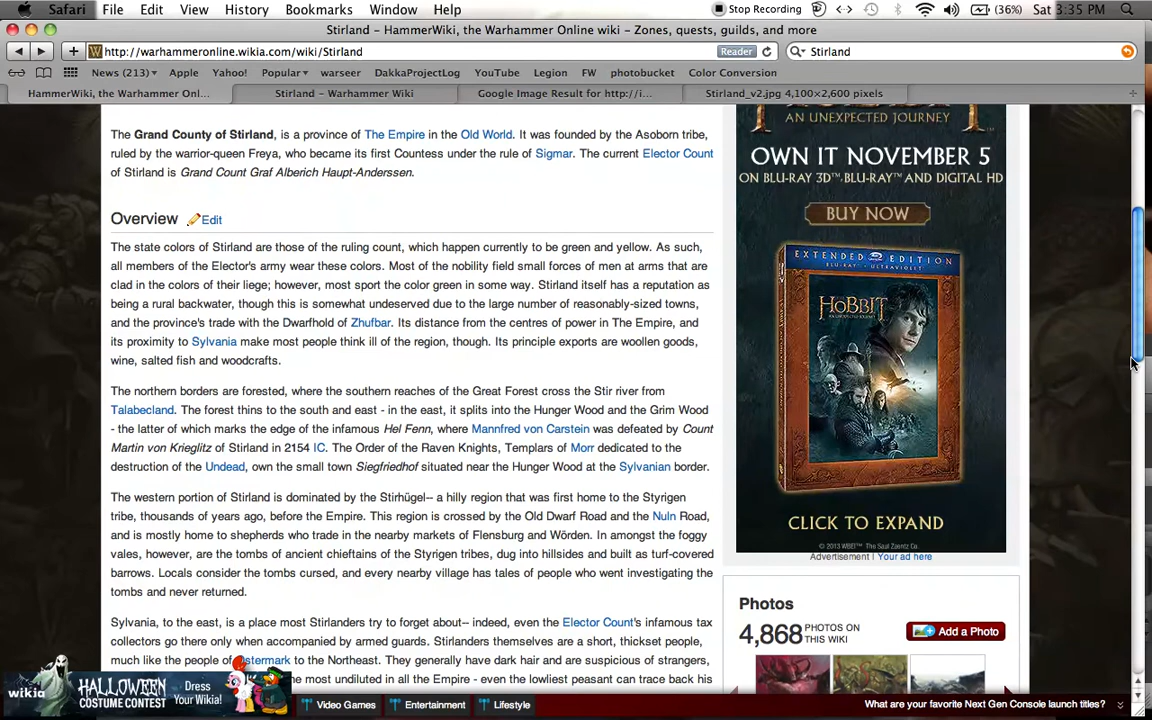 Safari File Edit View History Bookmarks Window Help Stop Recording (36%) Sat 3:35 PM
Stirland – HammerWiki, the Warhammer Online wiki – Zones, quests, guilds, and more
http://warhammeronline.wikia.com/wiki/Stirland Reader Stirland
News (213) Apple Yahoo! Popular warseer DakkaProjectLog YouTube Legion FW photobucket Color Conversion
HammerWiki, the Warhammer Onl... Stirland – Warhammer Wiki Google Image Result for http://i... Stirland_v2.jpg 4,100×2,600 pixels
The Grand County of Stirland, is a province of The Empire in the Old World. It was founded by the Asoborn tribe,
ruled by the warrior-queen Freya, who became its first Countess under the rule of Sigmar. The current Elector Count
of Stirland is Grand Count Graf Alberich Haupt-Anderssen.
Overview Edit
The state colors of Stirland are those of the ruling count, which happen currently to be green and yellow. As such,
all members of the Elector's army wear these colors. Most of the nobility field small forces of men at arms that are
clad in the colors of their liege; however, most sport the color green in some way. Stirland itself has a reputation as
being a rural backwater, though this is somewhat undeserved due to the large number of reasonably-sized towns,
and the province's trade with the Dwarfhold of Zhufbar. Its distance from the centres of power in The Empire, and
its proximity to Sylvania make most people think ill of the region, though. Its principle exports are woollen goods,
wine, salted fish and woodcrafts.
The northern borders are forested, where the southern reaches of the Great Forest cross the Stir river from
Talabecland. The forest thins to the south and east - in the east, it splits into the Hunger Wood and the Grim Wood
- the latter of which marks the edge of the infamous Hel Fenn, where Mannfred von Carstein was defeated by Count
Martin von Krieglitz of Stirland in 2154 IC. The Order of the Raven Knights, Templars of Morr dedicated to the
destruction of the Undead, own the small town Siegfriedhof situated near the Hunger Wood at the Sylvanian border.
The western portion of Stirland is dominated by the Stirhügel-- a hilly region that was first home to the Styrigen
tribe, thousands of years ago, before the Empire. This region is crossed by the Old Dwarf Road and the Nuln Road,
and is mostly home to shepherds who trade in the nearby markets of Flensburg and Wörden. In amongst the foggy
vales, however, are the tombs of ancient chieftains of the Styrigen tribes, dug into hillsides and built as turf-covered
barrows. Locals consider the tombs cursed, and every nearby village has tales of people who went investigating the
tombs and never returned.
Sylvania, to the east, is a place most Stirlanders try to forget about-- indeed, even the Elector Count's infamous tax
collectors go there only when accompanied by armed guards. Stirlanders themselves are a short, thickset people,
much like the people of stermark to the Northeast. They generally have dark hair and are suspicious of strangers,
he most undiluted in all the Empire - even the lowliest peasant can trace back his
AN UNEXPECTED JOURNEY
OWN IT NOVEMBER 5
ON BLU-RAY 3D™, BLU-RAY™ AND DIGITAL HD
BUY NOW
EXTENDED EDITION
BLU-RAY + ULTRAVIOLET
THE HOBBIT
AN UNEXPECTED JOURNEY
CLICK TO EXPAND
© 2013 WBEI™ The Saul Zaentz Co.
Advertisement | Your ad here
Photos
4,868 PHOTOS ON THIS WIKI
Add a Photo
wikia HALLOWEEN COSTUME CONTEST Dress Your Wikia!
Video Games Entertainment Lifestyle What are your favorite Next Gen Console launch titles?